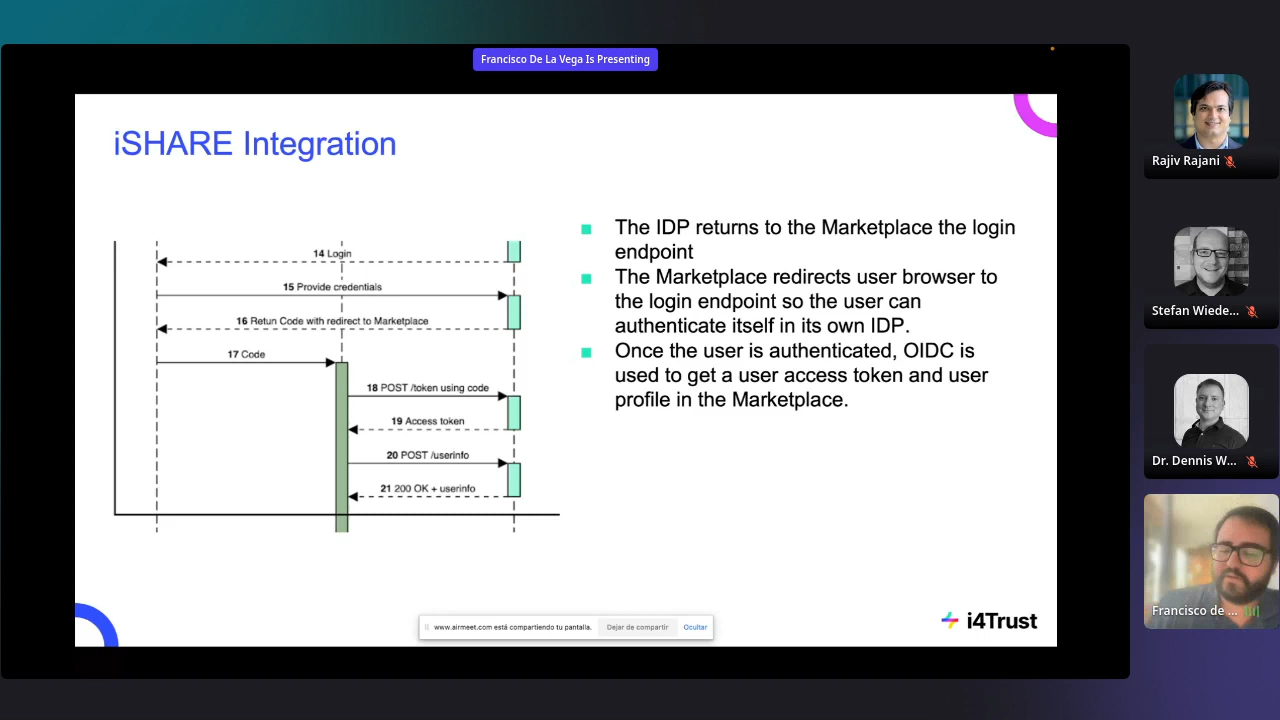 Francisco De La Vega Is Presenting
iSHARE Integration
14 Login
15 Provide credentials
16 Retun Code with redirect to Marketplace
17 Code
18 POST /token using code
19 Access token
20 POST /userinfo
21 200 OK + userinfo
The IDP returns to the Marketplace the login
endpoint
The Marketplace redirects user browser to
the login endpoint so the user can
authenticate itself in its own IDP.
Once the user is authenticated, OIDC is
used to get a user access token and user
profile in the Marketplace.
www.airmeet.com está compartiendo tu pantalla.
Dejar de compartir
Ocultar
i4Trust
Rajiv Rajani
Stefan Wiede...
Dr. Dennis W...
Francisco de ...